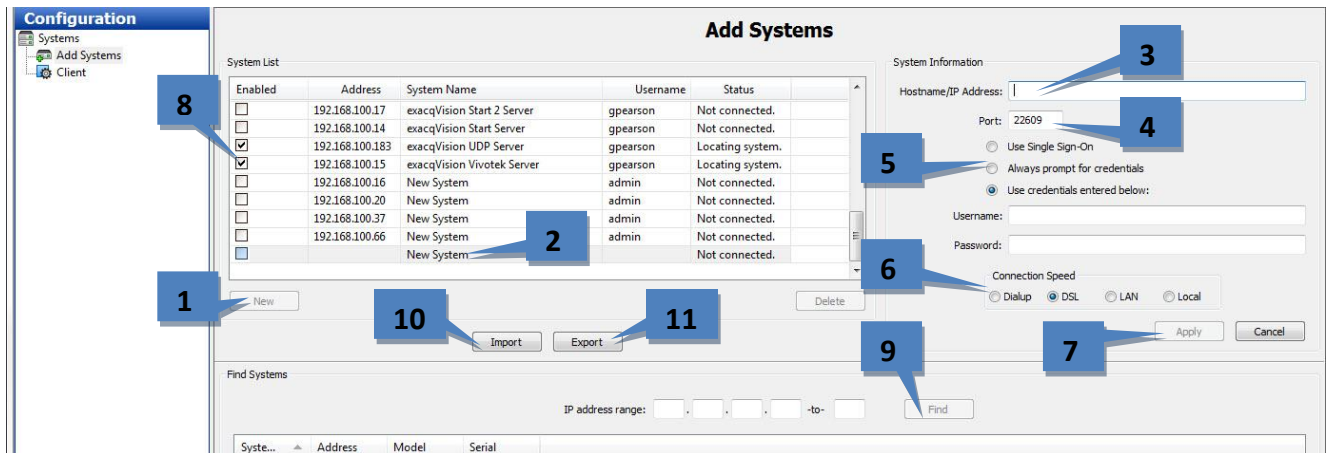 Configuration
Systems
Add Systems
Client
Add Systems
System List
Enabled Address System Name Username Status
192.168.100.17 exacqVision Start 2 Server gpearson Not connected.
192.168.100.14 exacqVision Start Server gpearson Not connected.
192.168.100.183 exacqVision UDP Server gpearson Locating system.
192.168.100.15 exacqVision Vivotek Server gpearson Locating system.
192.168.100.16 New System admin Not connected.
192.168.100.20 New System admin Not connected.
192.168.100.37 New System admin Not connected.
192.168.100.66 New System admin Not connected.
New System Not connected.
8
2
1
New
Delete
10
11
Import Export
System Information
3
Hostname/IP Address:
Port: 22609
4
Use Single Sign-On
5
Always prompt for credentials
Use credentials entered below:
Username:
Password:
6
Connection Speed
Dialup DSL LAN Local
7
Apply Cancel
9
Find Systems
IP address range: . . . -to- Find
Syste... Address Model Serial